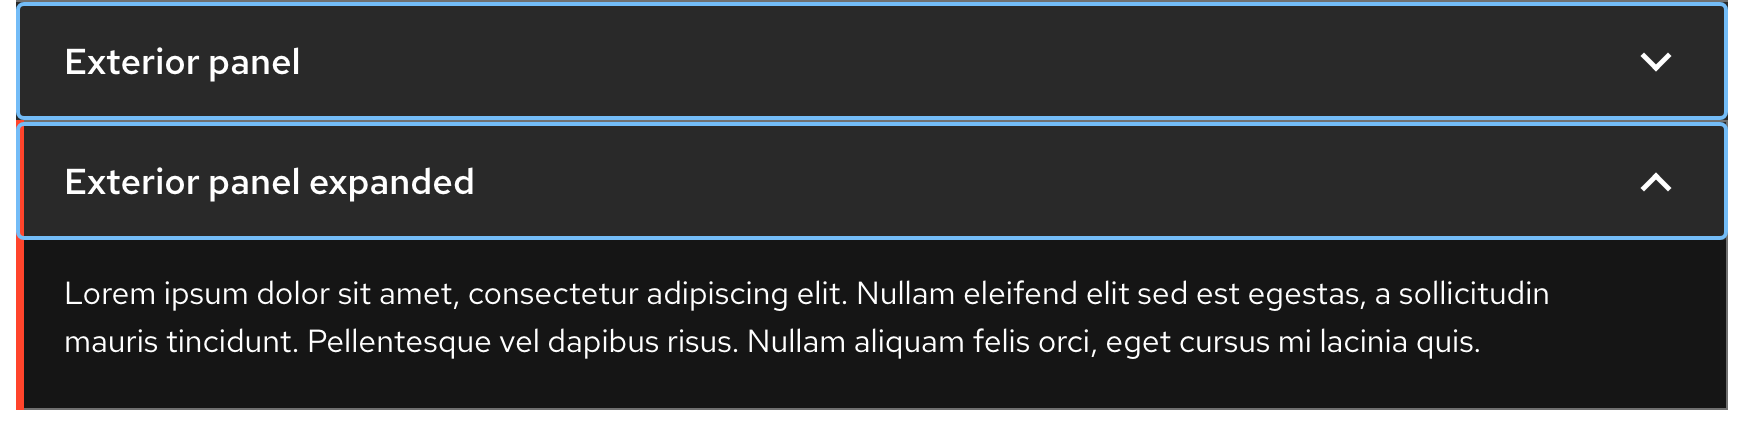 Exterior panel
Exterior panel expanded
Lorem ipsum dolor sit amet, consectetur adipiscing elit. Nullam eleifend elit sed est egestas, a sollicitudin
mauris tincidunt. Pellentesque vel dapibus risus. Nullam aliquam felis orci, eget cursus mi lacinia quis.